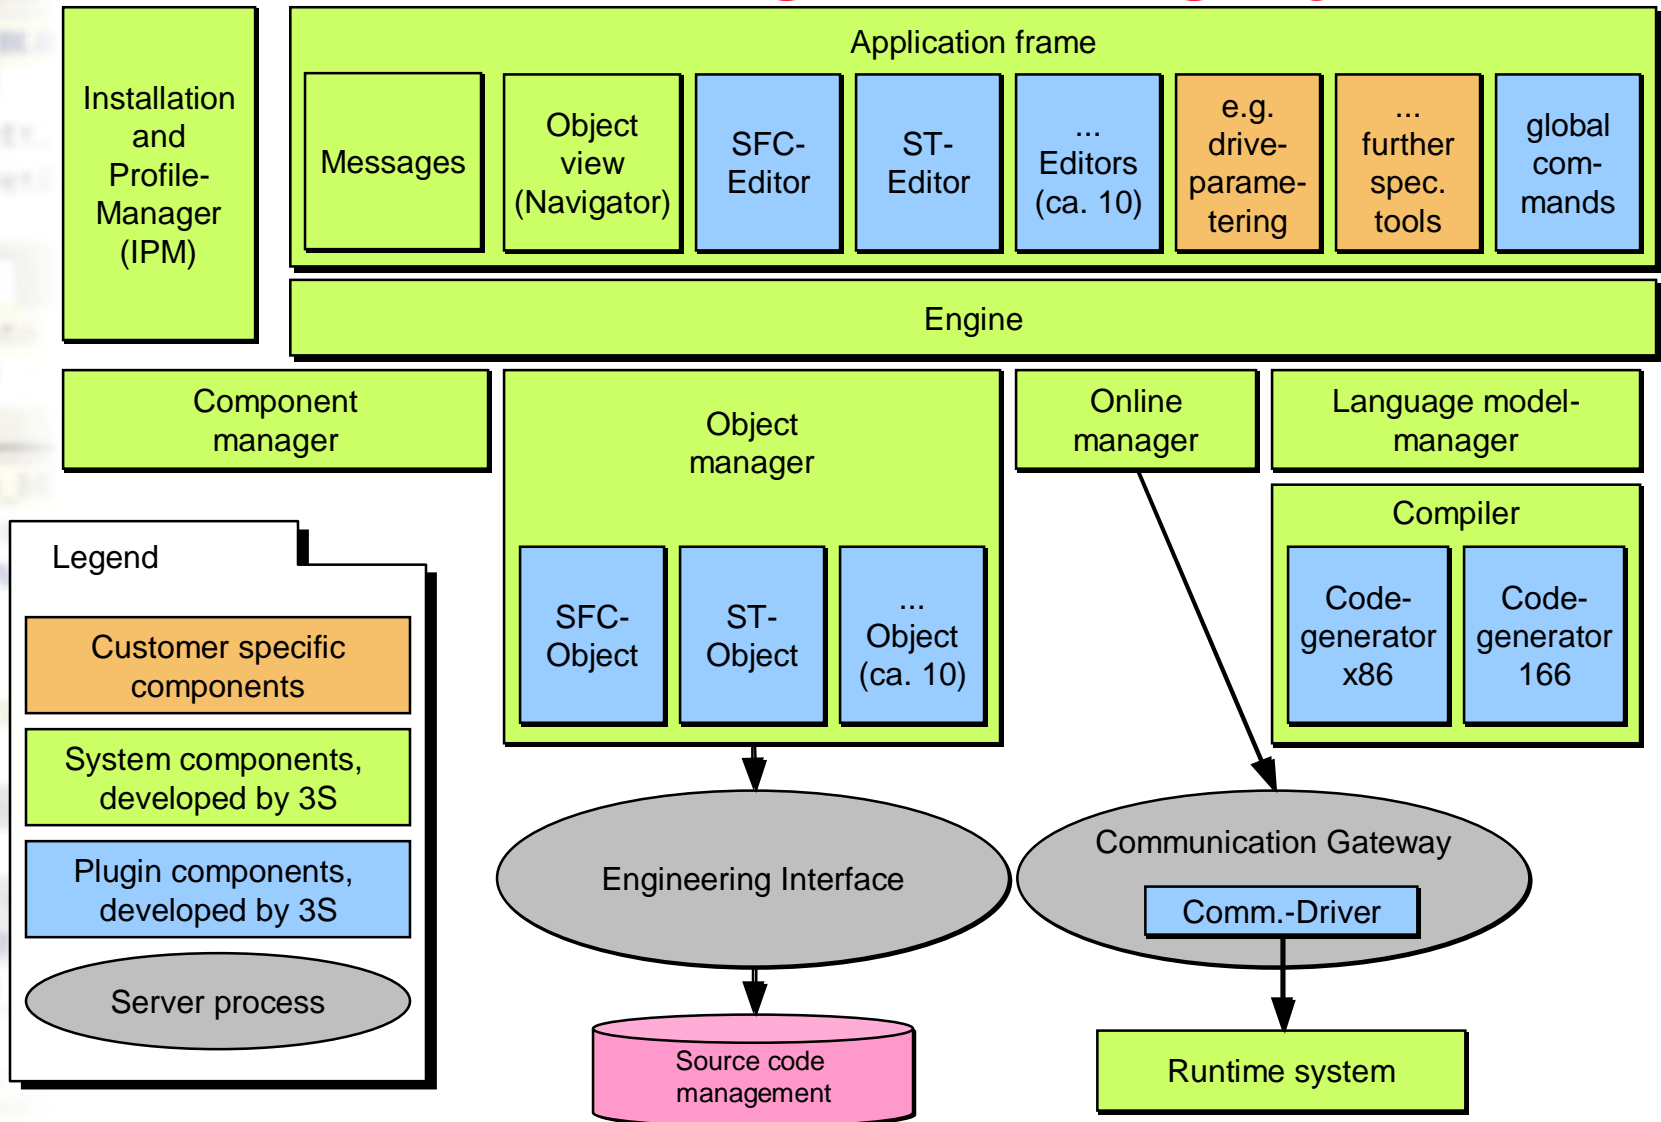 Application frame
Installation
and
Profile-
Manager
(IPM)
Messages
Object
view
(Navigator)
SFC-
Editor
ST-
Editor
...
Editors
(ca. 10)
e.g.
drive-
parame-
tering
...
further
spec.
tools
global
com-
mands
Engine
Component
manager
Object
manager
Online
manager
Language model-
manager
Compiler
SFC-
Object
ST-
Object
...
Object
(ca. 10)
Code-
generator
x86
Code-
generator
166
Legend
Customer specific
components
System components,
developed by 3S
Plugin components,
developed by 3S
Server process
Engineering Interface
Communication Gateway
Comm.-Driver
Source code
management
Runtime system